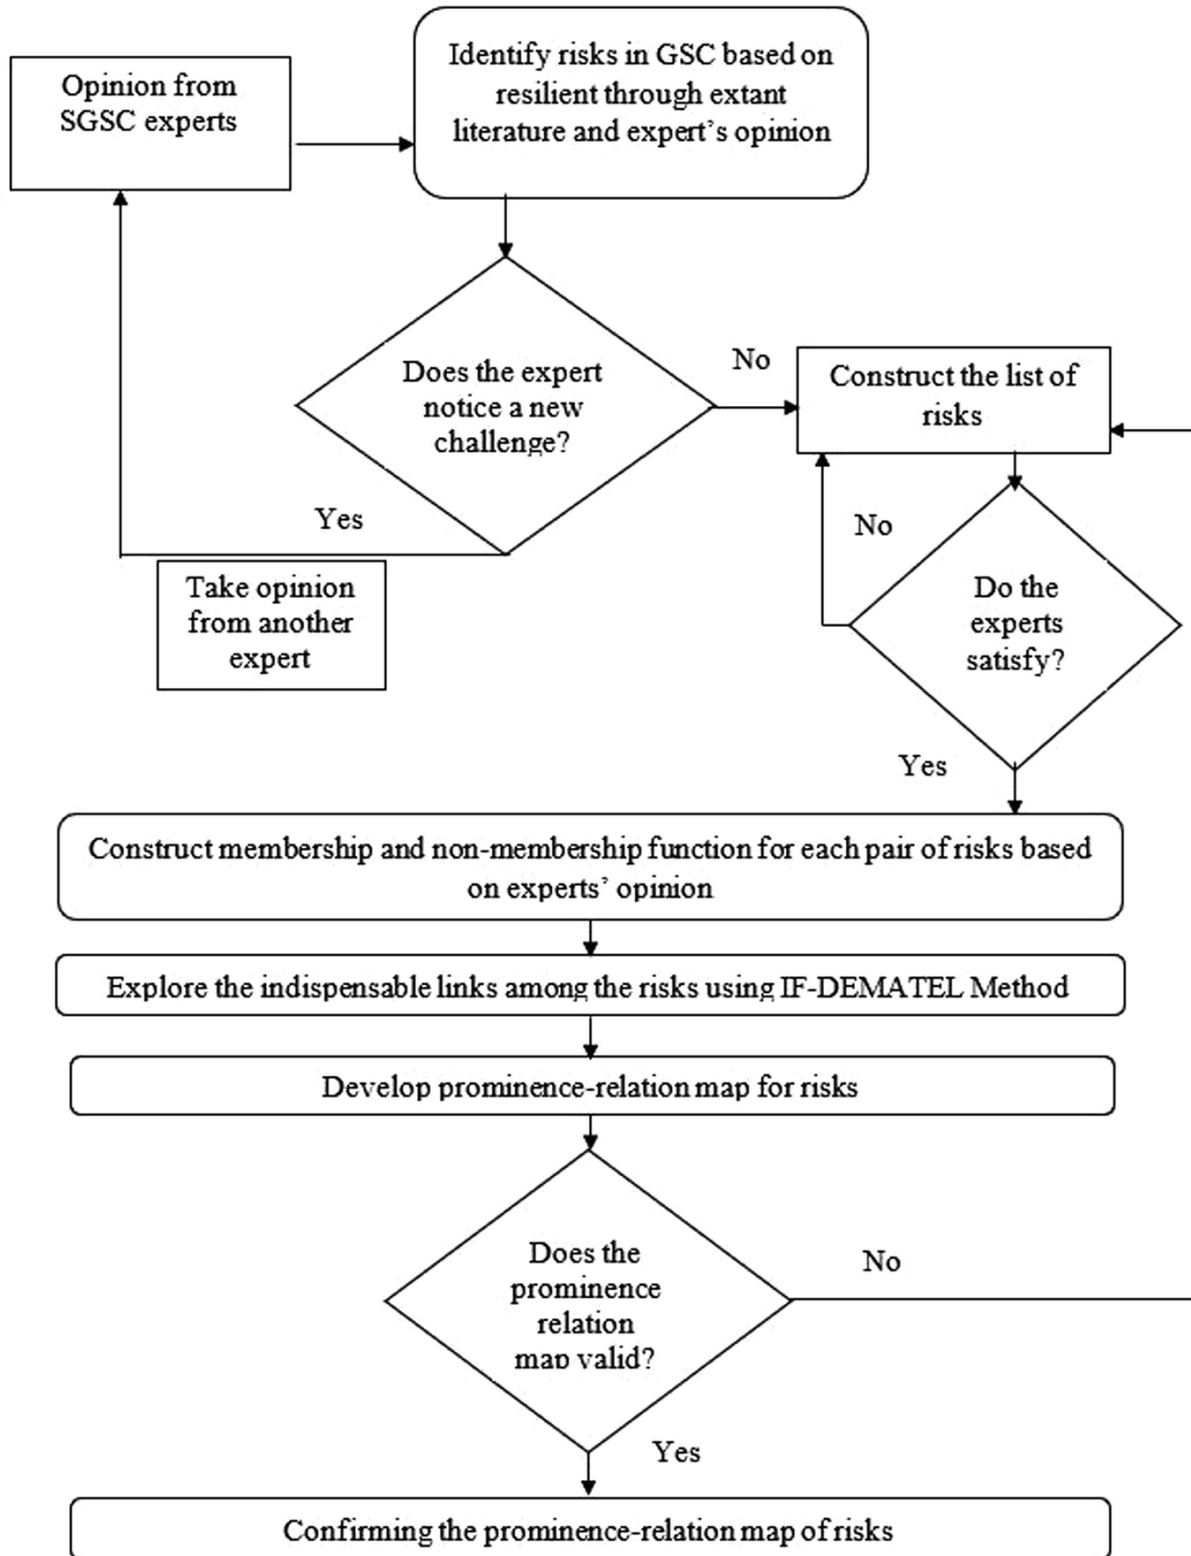 Opinion from
SGSC experts
Identify risks in GSC based on
resilient through extant
literature and expert's opinion
Does the expert
notice a new
challenge?
No
Construct the list of
risks
Yes
No
Take opinion
from another
expert
Do the
experts
satisfy?
Yes
Construct membership and non-membership function for each pair of risks based
on experts' opinion
Explore the indispensable links among the risks using IF-DEMATEL Method
Develop prominence-relation map for risks
Does the
prominence
relation
map valid?
No
Yes
Confirming the prominence-relation map of risks